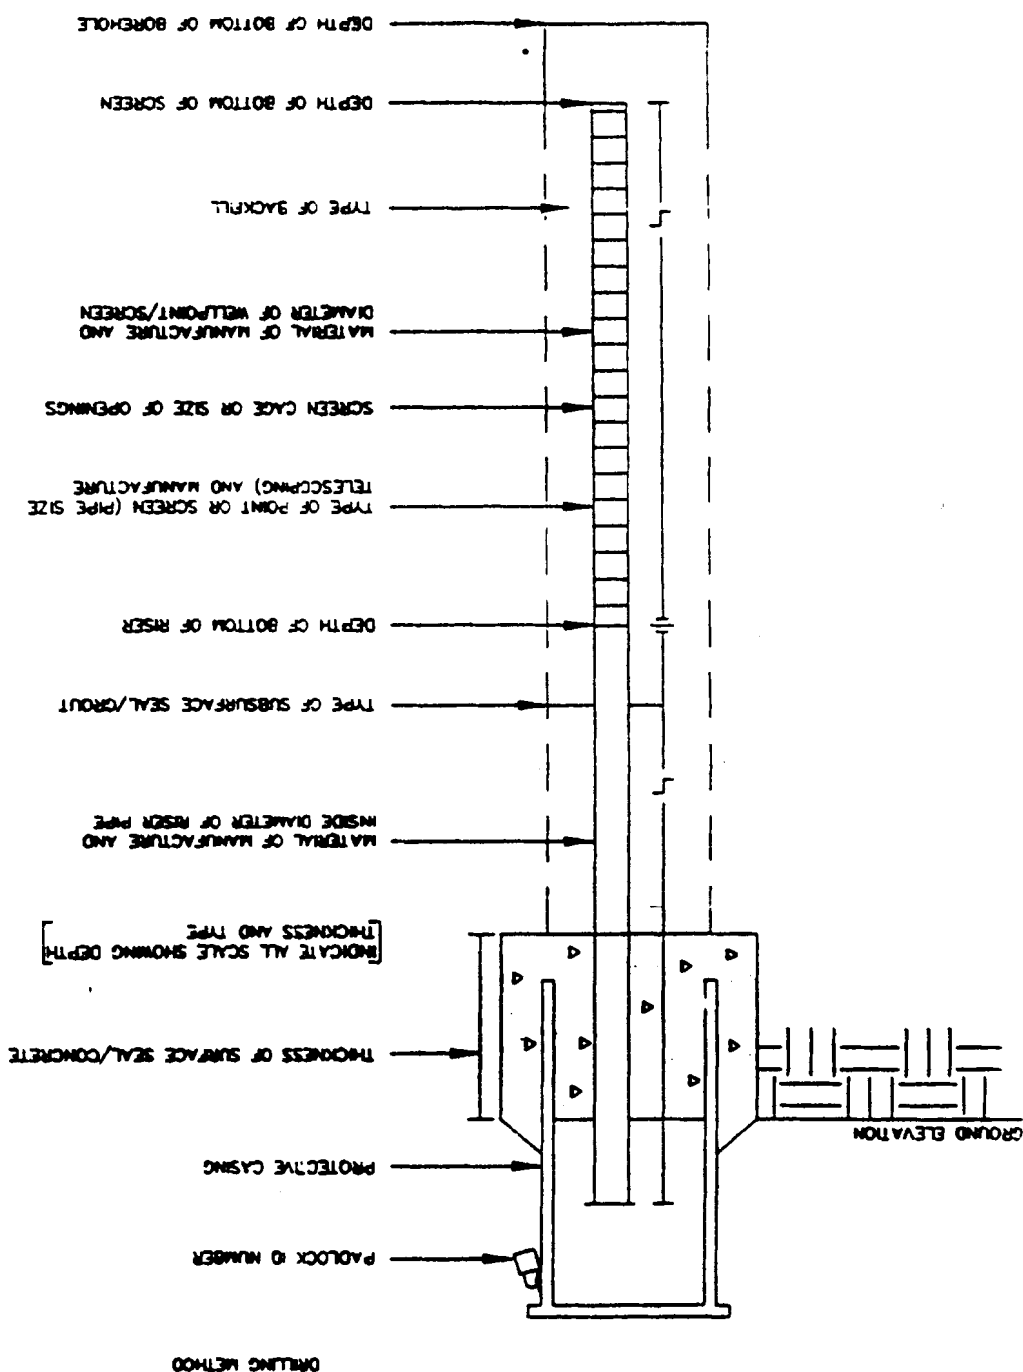 DRILLING METHOD
PADLOCK ID NUMBER
PROTECTIVE CASING
GROUND ELEVATION
THICKNESS OF SURFACE SEAL/CONCRETE
[INDICATE ALL SCALE SHOWING DEPTH
THICKNESS AND TYPE]
MATERIAL OF MANUFACTURE AND
INSIDE DIAMETER OF RISER PIPE
TYPE OF SUBSURFACE SEAL/GROUT
DEPTH OF BOTTOM OF RISER
TYPE OF POINT OR SCREEN (PIPE SIZE
TELESCOPING) AND MANUFACTURE
SCREEN GAGE OR SIZE OF OPENINGS
MATERIAL OF MANUFACTURE AND
DIAMETER OF WELLPOINT/SCREEN
TYPE OF BACKFILL
DEPTH OF BOTTOM OF SCREEN
DEPTH OF BOTTOM OF BOREHOLE